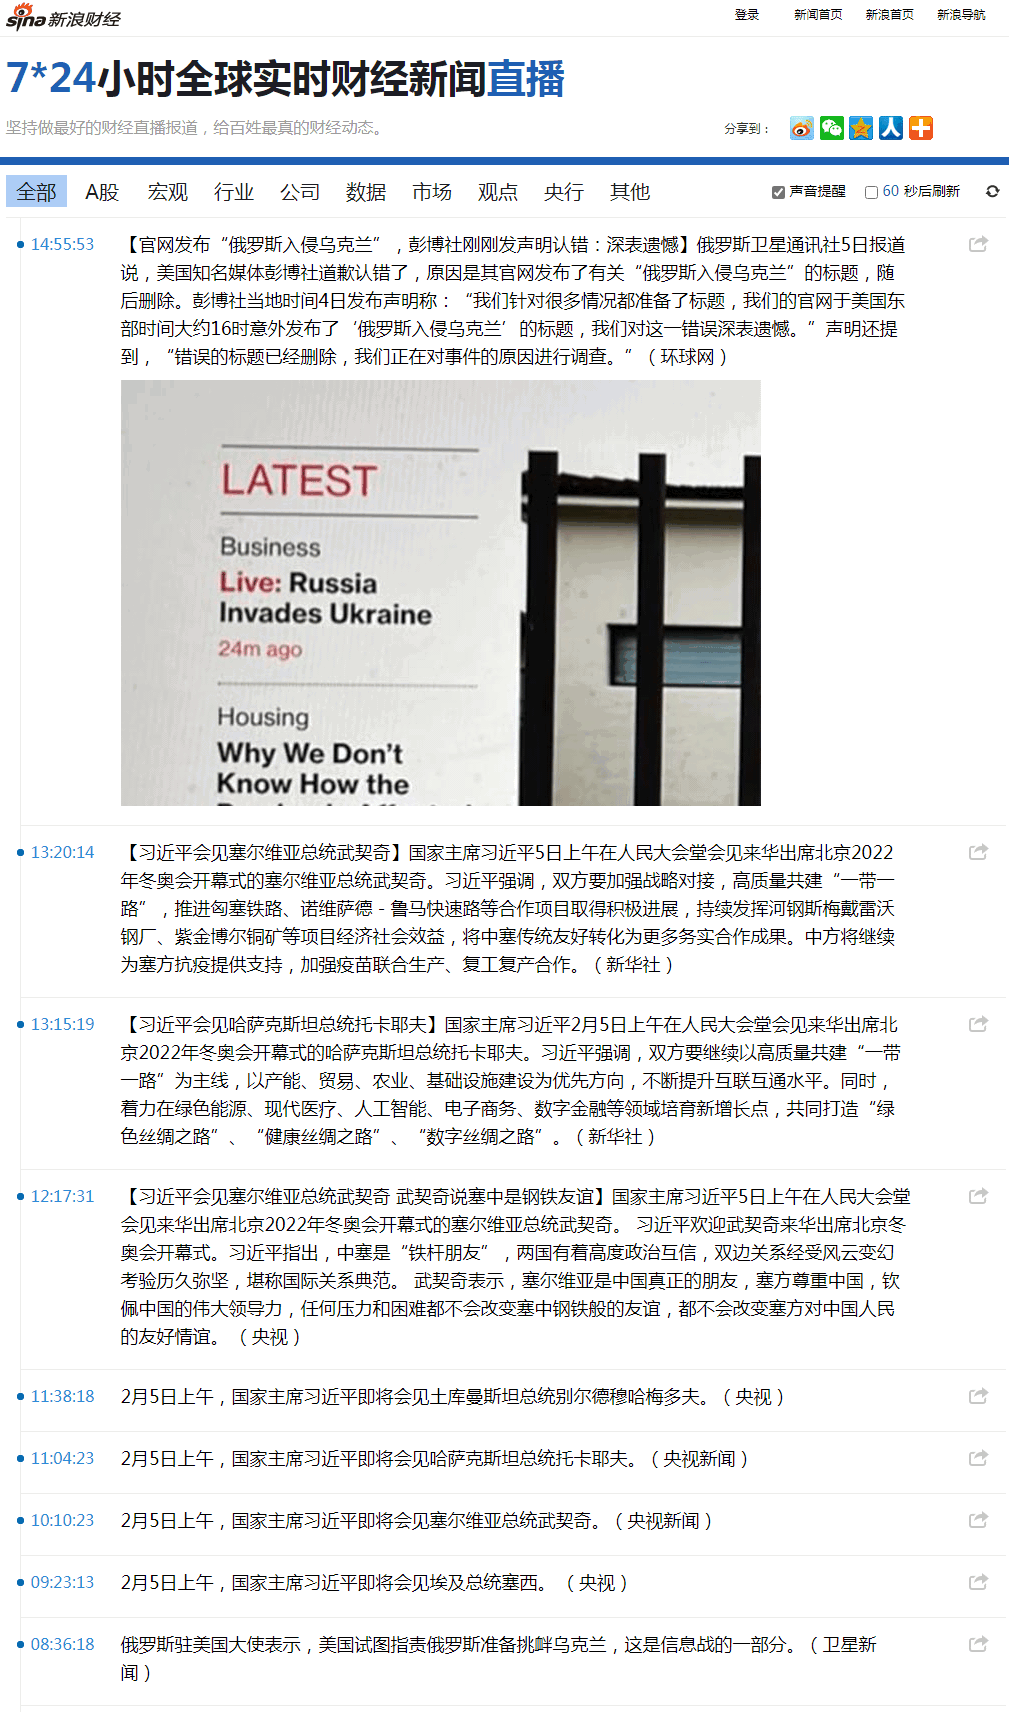 sina 新浪财经
登录 新闻首页 新浪首页 新浪导航
7*24小时全球实时财经新闻直播
坚持做最好的财经直播报道，给百姓最真的财经动态。
分享到：
全部 A股 宏观 行业 公司 数据 市场 观点 央行 其他
声音提醒 60 秒后刷新
14:55:53
【官网发布“俄罗斯入侵乌克兰”，彭博社刚刚发声明认错：深表遗憾】俄罗斯卫星通讯社5日报道
说，美国知名媒体彭博社道歉认错了，原因是其官网发布了有关“俄罗斯入侵乌克兰”的标题，随
后删除。彭博社当地时间4日发布声明称：“我们针对很多情况都准备了标题，我们的官网于美国东
部时间大约16时意外发布了‘俄罗斯入侵乌克兰’的标题，我们对这一错误深表遗憾。”声明还提
到，“错误的标题已经删除，我们正在对事件的原因进行调查。”（环球网）
LATEST
Business
Live: Russia
Invades Ukraine
24m ago
Housing
Why We Don't
Know How the
13:20:14
【习近平会见塞尔维亚总统武契奇】国家主席习近平5日上午在人民大会堂会见来华出席北京2022
年冬奥会开幕式的塞尔维亚总统武契奇。习近平强调，双方要加强战略对接，高质量共建“一带一
路”，推进匈塞铁路、诺维萨德－鲁马快速路等合作项目取得积极进展，持续发挥河钢斯梅戴雷沃
钢厂、紫金博尔铜矿等项目经济社会效益，将中塞传统友好转化为更多务实合作成果。中方将继续
为塞方抗疫提供支持，加强疫苗联合生产、复工复产合作。（新华社）
13:15:19
【习近平会见哈萨克斯坦总统托卡耶夫】国家主席习近平2月5日上午在人民大会堂会见来华出席北
京2022年冬奥会开幕式的哈萨克斯坦总统托卡耶夫。习近平强调，双方要继续以高质量共建“一带
一路”为主线，以产能、贸易、农业、基础设施建设为优先方向，不断提升互联互通水平。同时，
着力在绿色能源、现代医疗、人工智能、电子商务、数字金融等领域培育新增长点，共同打造“绿
色丝绸之路”、“健康丝绸之路”、“数字丝绸之路”。（新华社）
12:17:31
【习近平会见塞尔维亚总统武契奇 武契奇说塞中是钢铁友谊】国家主席习近平5日上午在人民大会堂
会见来华出席北京2022年冬奥会开幕式的塞尔维亚总统武契奇。 习近平欢迎武契奇来华出席北京冬
奥会开幕式。习近平指出，中塞是“铁杆朋友”，两国有着高度政治互信，双边关系经受风云变幻
考验历久弥坚，堪称国际关系典范。 武契奇表示，塞尔维亚是中国真正的朋友，塞方尊重中国，钦
佩中国的伟大领导力，任何压力和困难都不会改变塞中钢铁般的友谊，都不会改变塞方对中国人民
的友好情谊。（央视）
11:38:18
2月5日上午，国家主席习近平即将会见土库曼斯坦总统别尔德穆哈梅多夫。（央视）
11:04:23
2月5日上午，国家主席习近平即将会见哈萨克斯坦总统托卡耶夫。（央视新闻）
10:10:23
2月5日上午，国家主席习近平即将会见塞尔维亚总统武契奇。（央视新闻）
09:23:13
2月5日上午，国家主席习近平即将会见埃及总统塞西。 （央视）
08:36:18
俄罗斯驻美国大使表示，美国试图指责俄罗斯准备挑衅乌克兰，这是信息战的一部分。（卫星新
闻）